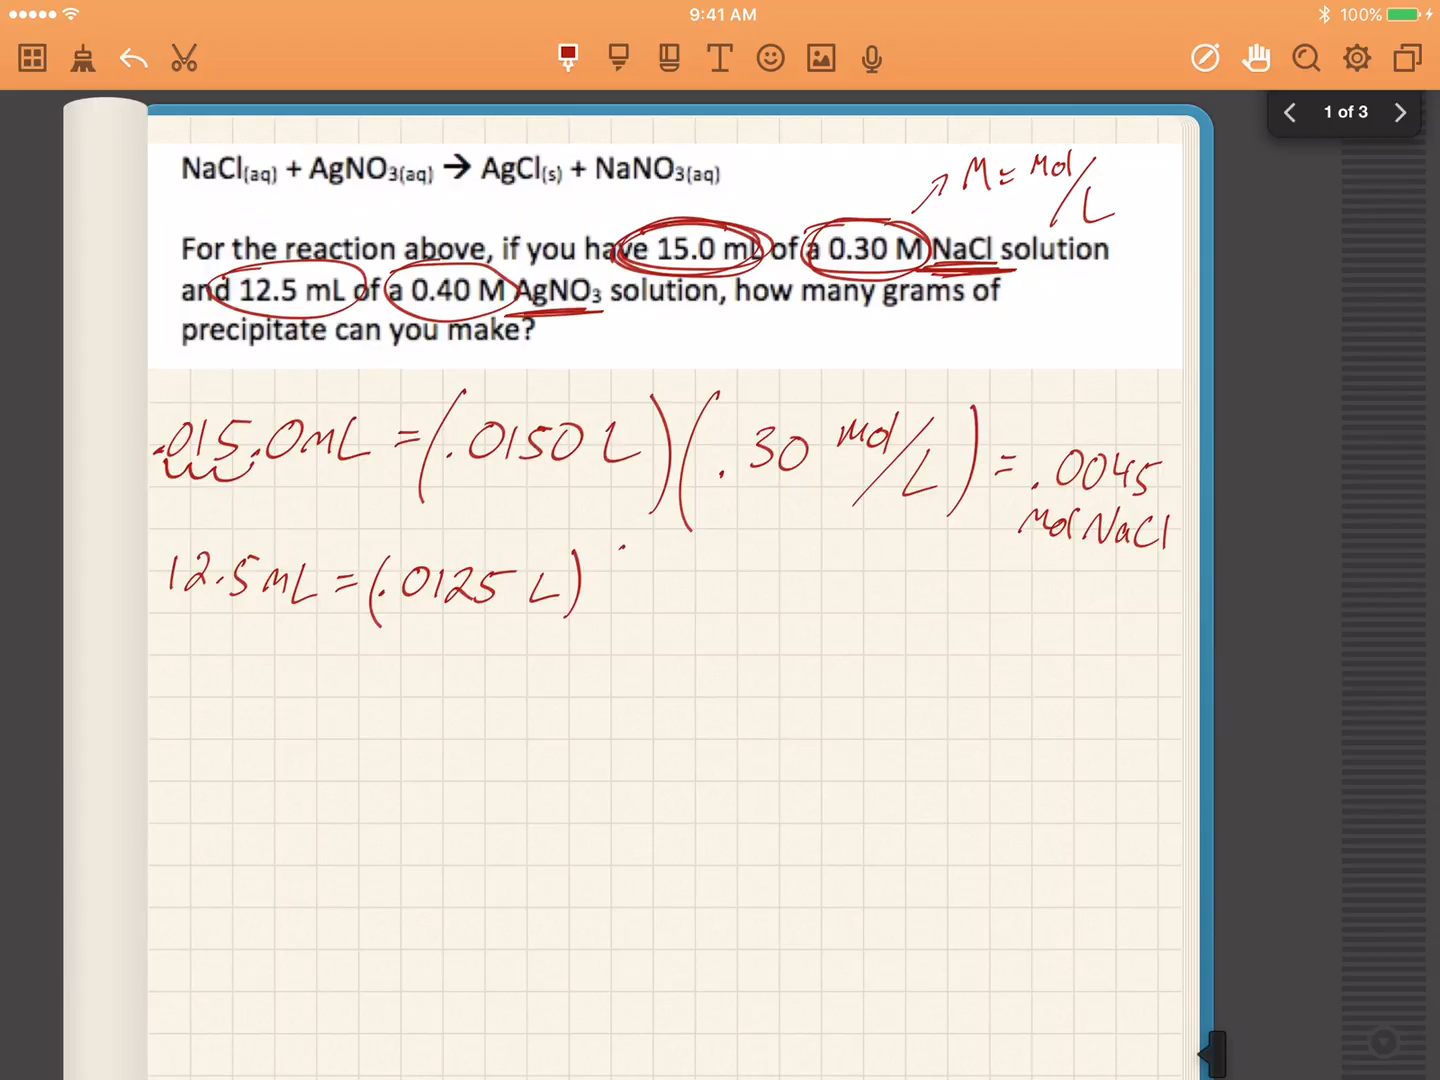 9:41 AM
100%
1 of 3
NaCl(aq) + AgNO3(aq) → AgCl(s) + NaNO3(aq)
M = mol/L
For the reaction above, if you have 15.0 mL of a 0.30 M NaCl solution
and 12.5 mL of a 0.40 M AgNO3 solution, how many grams of
precipitate can you make?
.015.0mL = (.0150 L)(.30 mol/L) = .0045
mol NaCl
12.5mL = (.0125 L)